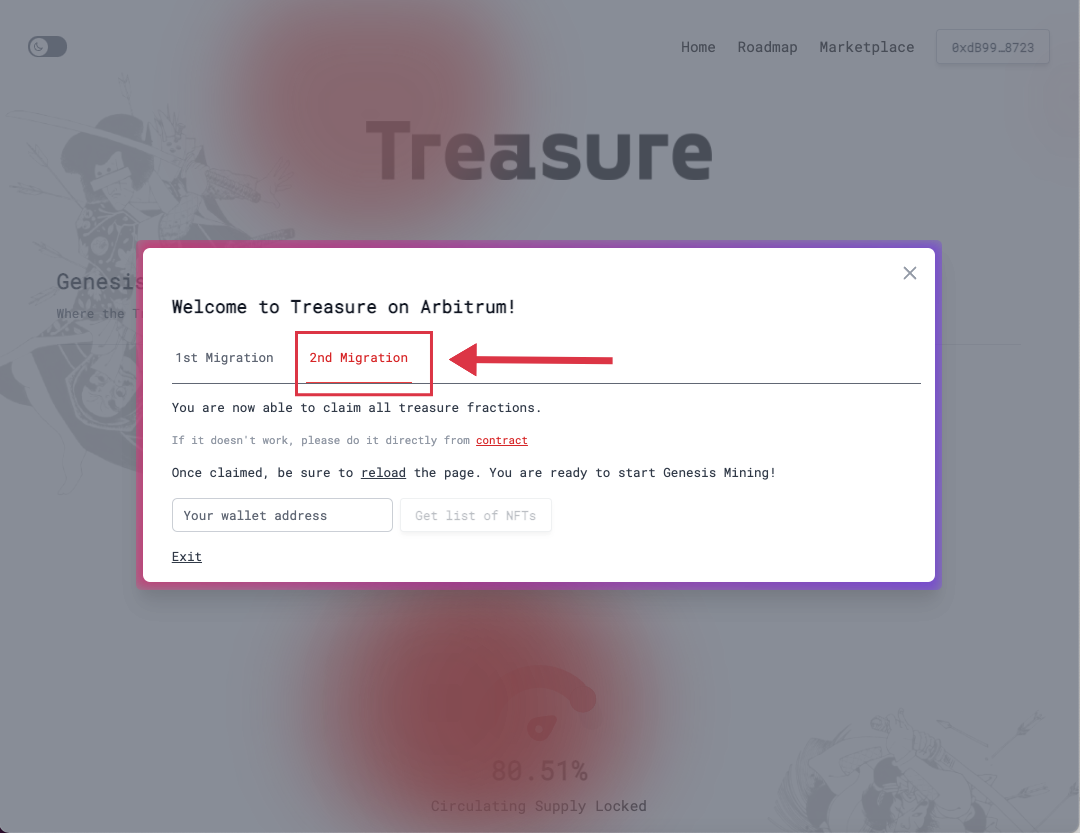 Home Roadmap Marketplace 0xdB99…8723
Treasure
Genesis
Where the T
Welcome to Treasure on Arbitrum!
1st Migration 2nd Migration
You are now able to claim all treasure fractions.
If it doesn't work, please do it directly from contract
Once claimed, be sure to reload the page. You are ready to start Genesis Mining!
Your wallet address Get list of NFTs
Exit
80.51%
Circulating Supply Locked